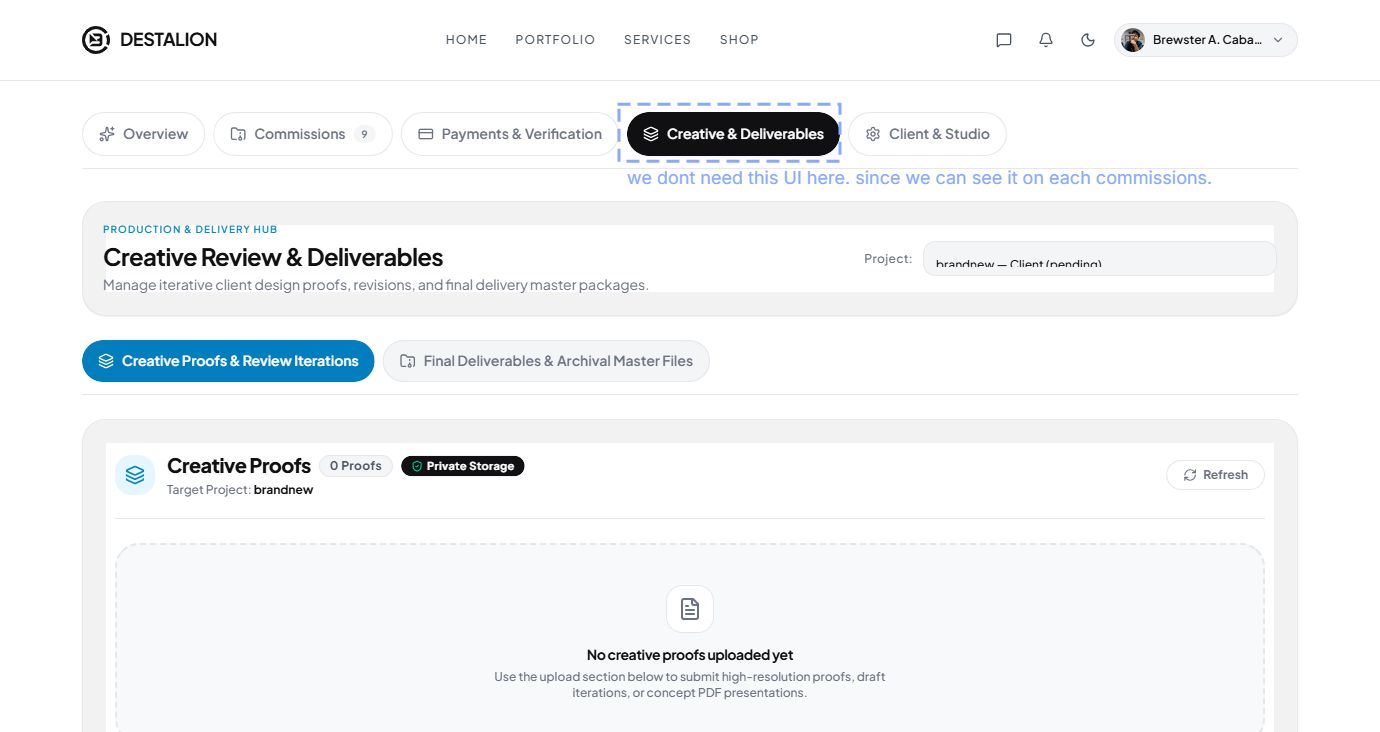 DESTALION
HOME PORTFOLIO SERVICES SHOP
Brewster A. Caba...
Overview
Commissions 9
Payments & Verification
Creative & Deliverables
Client & Studio
we dont need this UI here. since we can see it on each commissions.
PRODUCTION & DELIVERY HUB
Creative Review & Deliverables
Manage iterative client design proofs, revisions, and final delivery master packages.
Project:
brandnew — Client (pending)
Creative Proofs & Review Iterations
Final Deliverables & Archival Master Files
Creative Proofs 0 Proofs Private Storage
Target Project: brandnew
Refresh
No creative proofs uploaded yet
Use the upload section below to submit high-resolution proofs, draft
iterations, or concept PDF presentations.